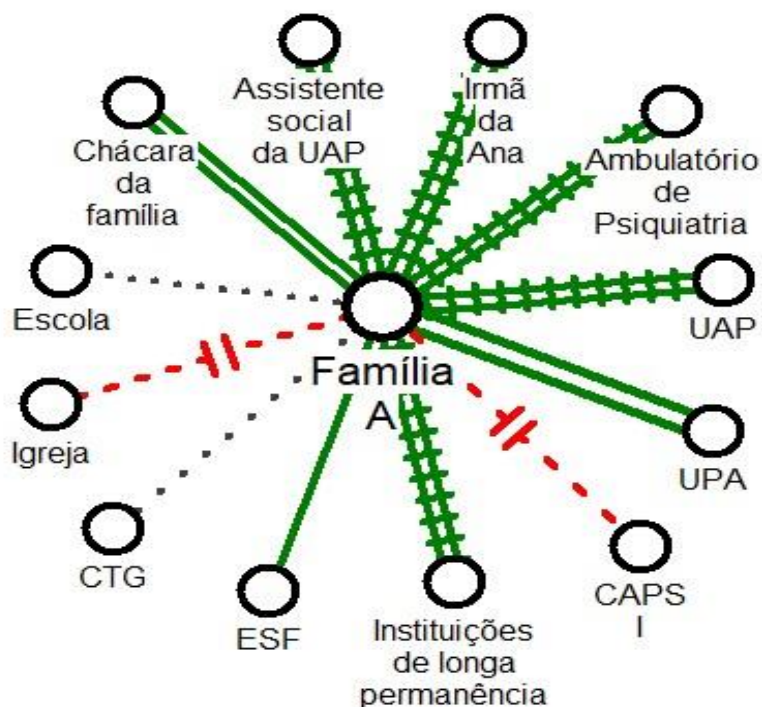 Assistente
social
da UAP
Irmã
da
Ana
Chácara
da
família
Ambulatório
de
Psiquiatria
Escola
UAP
Família
A
Igreja
UPA
CTG
ESF
Instituições
de longa
permanência
CAPS
I